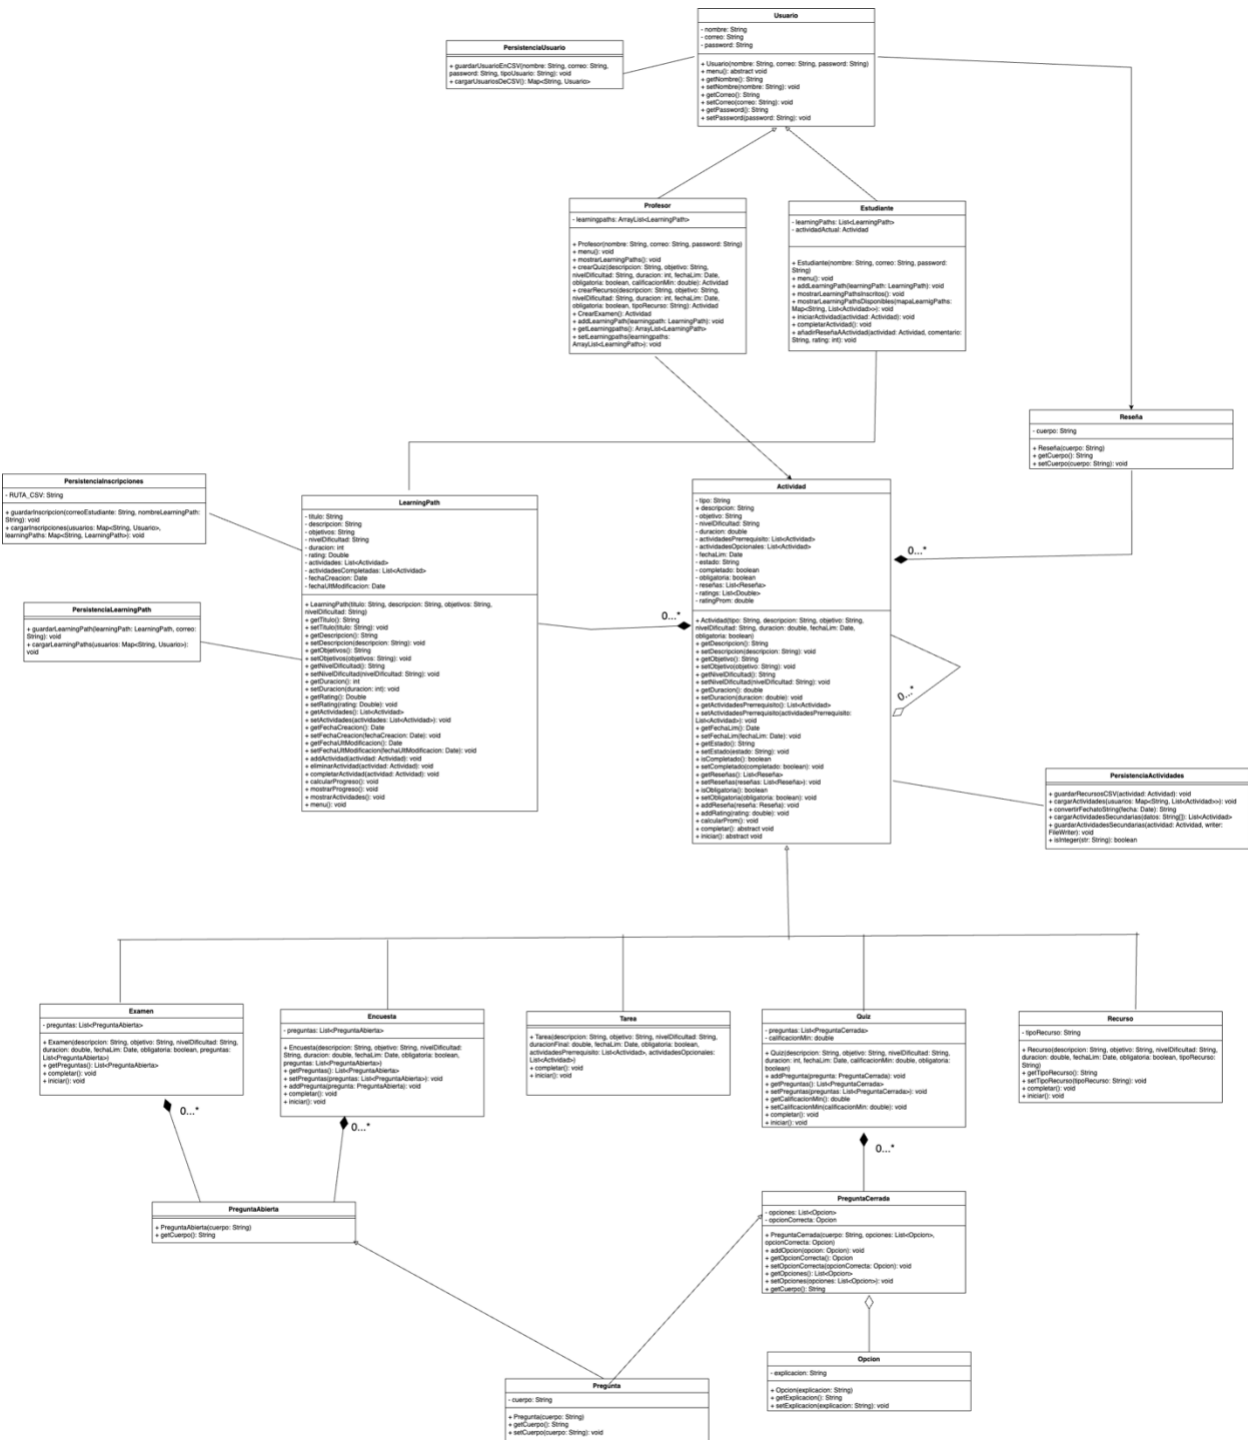 Usuario
- nombre: String
- correo: String
- password: String
+ Usuario(nombre: String, correo: String, password: String)
+ menu(): abstract void
+ getNombre(): String
+ setNombre(nombre: String): void
+ getCorreo(): String
+ setCorreo(correo: String): void
+ getPassword(): String
+ setPassword(password: String): void
PersistenciaUsuario
+ guardarUsuarioEnCSV(nombre: String, correo: String,
password: String, tipoUsuario: String): void
+ cargarUsuariosDeCSV(): Map<String, Usuario>
Profesor
- learningpaths: ArrayList<LearningPath>
+ Profesor(nombre: String, correo: String, password: String)
+ menu(): void
+ mostrarLearningPaths(): void
+ crearQuiz(descripcion: String, objetivo: String,
nivelDificultad: String, duracion: int, fechaLim: Date,
obligatoria: boolean, calificacionMin: double): Actividad
+ crearRecurso(descripcion: String, objetivo: String,
nivelDificultad: String, duracion: int, fechaLim: Date,
obligatoria: boolean, tipoRecurso: String): Actividad
+ CrearExamen(): Actividad
+ addLearningPath(learningpath: LearningPath): void
+ getLearningpaths(): ArrayList<LearningPath>
+ setLearningpaths(learningpaths:
ArrayList<LearningPath>): void
Estudiante
- learningPaths: List<LearningPath>
- actividadActual: Actividad
+ Estudiante(nombre: String, correo: String, password:
String)
+ menu(): void
+ addLearningPath(learningPath: LearningPath): void
+ mostrarLearningPathsInscritos(): void
+ mostrarLearningPathsDisponibles(mapaLearnigPaths:
Map<String, List<Actividad>>): void
+ iniciarActividad(actividad: Actividad): void
+ completarActividad(): void
+ añadirReseñaAActividad(actividad: Actividad, comentario:
String, rating: int): void
Reseña
- cuerpo: String
+ Reseña(cuerpo: String)
+ getCuerpo(): String
+ setCuerpo(cuerpo: String): void
PersistenciaInscripciones
- RUTA_CSV: String
+ guardarInscripcion(correoEstudiante: String, nombreLearningPath:
String): void
+ cargarInscripciones(usuarios: Map<String, Usuario>,
learningPaths: Map<String, LearningPath>): void
PersistenciaLearningPath
+ guardarLearningPath(learningPath: LearningPath, correo:
String): void
+ cargarLearningPaths(usuarios: Map<String, Usuario>):
void
LearningPath
- titulo: String
- descripcion: String
- objetivos: String
- nivelDificultad: String
- duracion: int
- rating: Double
- actividades: List<Actividad>
- actividadesCompletadas: List<Actividad>
- fechaCreacion: Date
- fechaUltModificacion: Date
+ LearningPath(titulo: String, descripcion: String, objetivos: String,
nivelDificultad: String)
+ getTitulo(): String
+ setTitulo(titulo: String): void
+ getDescripcion(): String
+ setDescripcion(descripcion: String): void
+ getObjetivos(): String
+ setObjetivos(objetivos: String): void
+ getNivelDificultad(): String
+ setNivelDificultad(nivelDificultad: String): void
+ getDuracion(): int
+ setDuracion(duracion: int): void
+ getRating(): Double
+ setRating(rating: Double): void
+ getActividades(): List<Actividad>
+ setActividades(actividades: List<Actividad>): void
+ getFechaCreacion(): Date
+ setFechaCreacion(fechaCreacion: Date): void
+ getFechaUltModificacion(): Date
+ setFechaUltModificacion(fechaUltModificacion: Date): void
+ addActividad(actividad: Actividad): void
+ eliminarActividad(actividad: Actividad): void
+ completarActividad(actividad: Actividad): void
+ calcularProgreso(): void
+ mostrarProgreso(): void
+ mostrarActividades(): void
+ menu(): void
0...*
Actividad
- tipo: String
+ descripcion: String
- objetivo: String
- nivelDificultad: String
- duracion: double
- actividadesPrerrequisito: List<Actividad>
- actividadesOpcionales: List<Actividad>
- fechaLim: Date
- estado: String
- completado: boolean
- obligatoria: boolean
- reseñas: List<Reseña>
- ratings: List<Double>
- ratingProm: double
+ Actividad(tipo: String, descripcion: String, objetivo: String,
nivelDificultad: String, duracion: double, fechaLim: Date,
obligatoria: boolean)
+ getDescripcion(): String
+ setDescripcion(descripcion: String): void
+ getObjetivo(): String
+ setObjetivo(objetivo: String): void
+ getNivelDificultad(): String
+ setNivelDificultad(nivelDificultad: String): void
+ getDuracion(): double
+ setDuracion(duracion: double): void
+ getActividadesPrerrequisito(): List<Actividad>
+ setActividadesPrerrequisito(actividadesPrerrequisito:
List<Actividad>): void
+ getFechaLim(): Date
+ setFechaLim(fechaLim: Date): void
+ getEstado(): String
+ setEstado(estado: String): void
+ isCompletado(): boolean
+ setCompletado(completado: boolean): void
+ getReseñas(): List<Reseña>
+ setReseñas(reseñas: List<Reseña>): void
+ isObligatoria(): boolean
+ setObligatoria(obligatoria: boolean): void
+ addReseña(reseña: Reseña): void
+ addRating(rating: double): void
+ calcularProm(): void
+ completar(): abstract void
+ iniciar(): abstract void
0...*
0...*
PersistenciaActividades
+ guardarRecursosCSV(actividad: Actividad): void
+ cargarActividades(usuarios: Map<String, List<Actividad>>): void
+ convertirFechatoString(fecha: Date): String
+ cargarActividadesSecundarias(datos: String[]): List<Actividad>
+ guardarActividadesSecundarias(actividad: Actividad, writer:
FileWriter): void
+ isInteger(str: String): boolean
Examen
- preguntas: List<PreguntaAbierta>
+ Examen(descripcion: String, objetivo: String, nivelDificultad: String,
duracion: double, fechaLim: Date, obligatoria: boolean, preguntas:
List<PreguntaAbierta>)
+ getPreguntas(): List<PreguntaAbierta>
+ completar(): void
+ iniciar(): void
0...*
Encuesta
- preguntas: List<PreguntaAbierta>
+ Encuesta(descripcion: String, objetivo: String, nivelDificultad:
String, duracion: double, fechaLim: Date, obligatoria: boolean,
preguntas: List<PreguntaAbierta>)
+ getPreguntas(): List<PreguntaAbierta>
+ setPreguntas(preguntas: List<PreguntaAbierta>): void
+ addPregunta(pregunta: PreguntaAbierta): void
+ completar(): void
+ iniciar(): void
0...*
Tarea
+ Tarea(descripcion: String, objetivo: String, nivelDificultad: String,
duracionFinal: double, fechaLim: Date, obligatoria: boolean,
actividadesPrerrequisito: List<Actividad>, actividadesOpcionales:
List<Actividad>)
+ completar(): void
+ iniciar(): void
Quiz
- preguntas: List<PreguntaCerrada>
- calificacionMin: double
+ Quiz(descripcion: String, objetivo: String, nivelDificultad: String,
duracion: int, fechaLim: Date, calificacionMin: double, obligatoria:
boolean)
+ addPregunta(pregunta: PreguntaCerrada): void
+ getPreguntas(): List<PreguntaCerrada>
+ setPreguntas(preguntas: List<PreguntaCerrada>): void
+ getCalificacionMin(): double
+ setCalificacionMin(calificacionMin: double): void
+ completar(): void
+ iniciar(): void
0...*
Recurso
- tipoRecurso: String
+ Recurso(descripcion: String, objetivo: String, nivelDificultad: String,
duracion: double, fechaLim: Date, obligatoria: boolean, tipoRecurso:
String)
+ getTipoRecurso(): String
+ setTipoRecurso(tipoRecurso: String): void
+ completar(): void
+ iniciar(): void
PreguntaAbierta
+ PreguntaAbierta(cuerpo: String)
+ getCuerpo(): String
PreguntaCerrada
- opciones: List<Opcion>
- opcionCorrecta: Opcion
+ PreguntaCerrada(cuerpo: String, opciones: List<Opcion>,
opcionCorrecta: Opcion)
+ addOpcion(opcion: Opcion): void
+ getOpcionCorrecta(): Opcion
+ setOpcionCorrecta(opcionCorrecta: Opcion): void
+ getOpciones(): List<Opcion>
+ setOpciones(opciones: List<Opcion>): void
+ getCuerpo(): String
Opcion
- explicacion: String
+ Opcion(explicacion: String)
+ getExplicacion(): String
+ setExplicacion(explicacion: String): void
Pregunta
- cuerpo: String
+ Pregunta(cuerpo: String)
+ getCuerpo(): String
+ setCuerpo(cuerpo: String): void